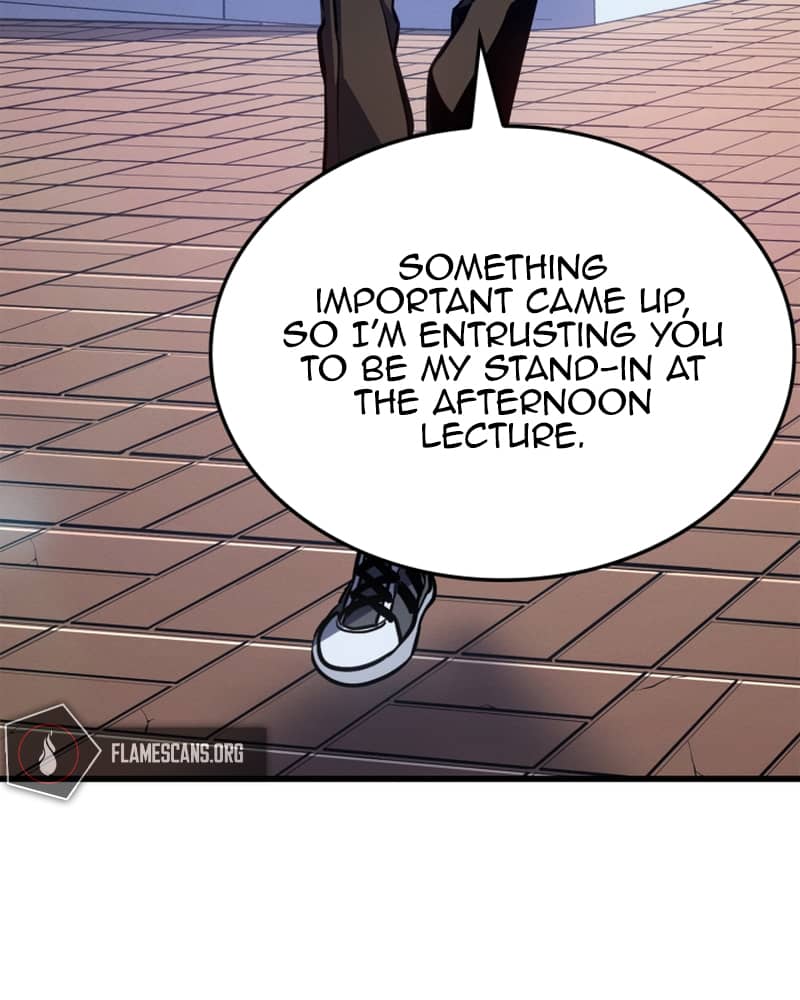 SOMETHING
IMPORTANT CAME UP,
SO I'M ENTRUSTING YOU
TO BE MY STAND-IN AT
THE AFTERNOON
LECTURE.
FLAMESCANS.ORG